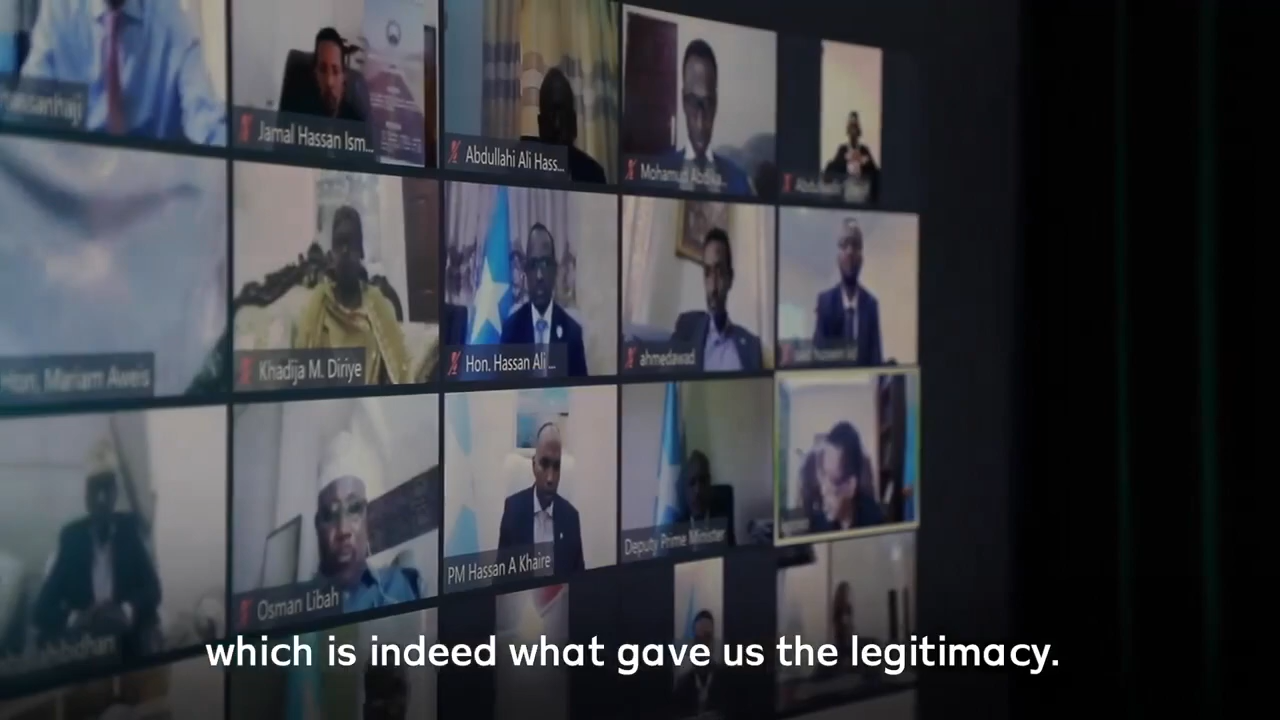 Jamal Hassan Ism...
Abdullahi Ali Hass...
Hon. Mariam Aweis
Khadija M. Diriye
Hon. Hassan Ali ...
ahmedawad
Osman Libah
PM Hassan A Khaire
Deputy Prime Minister
which is indeed what gave us the legitimacy.